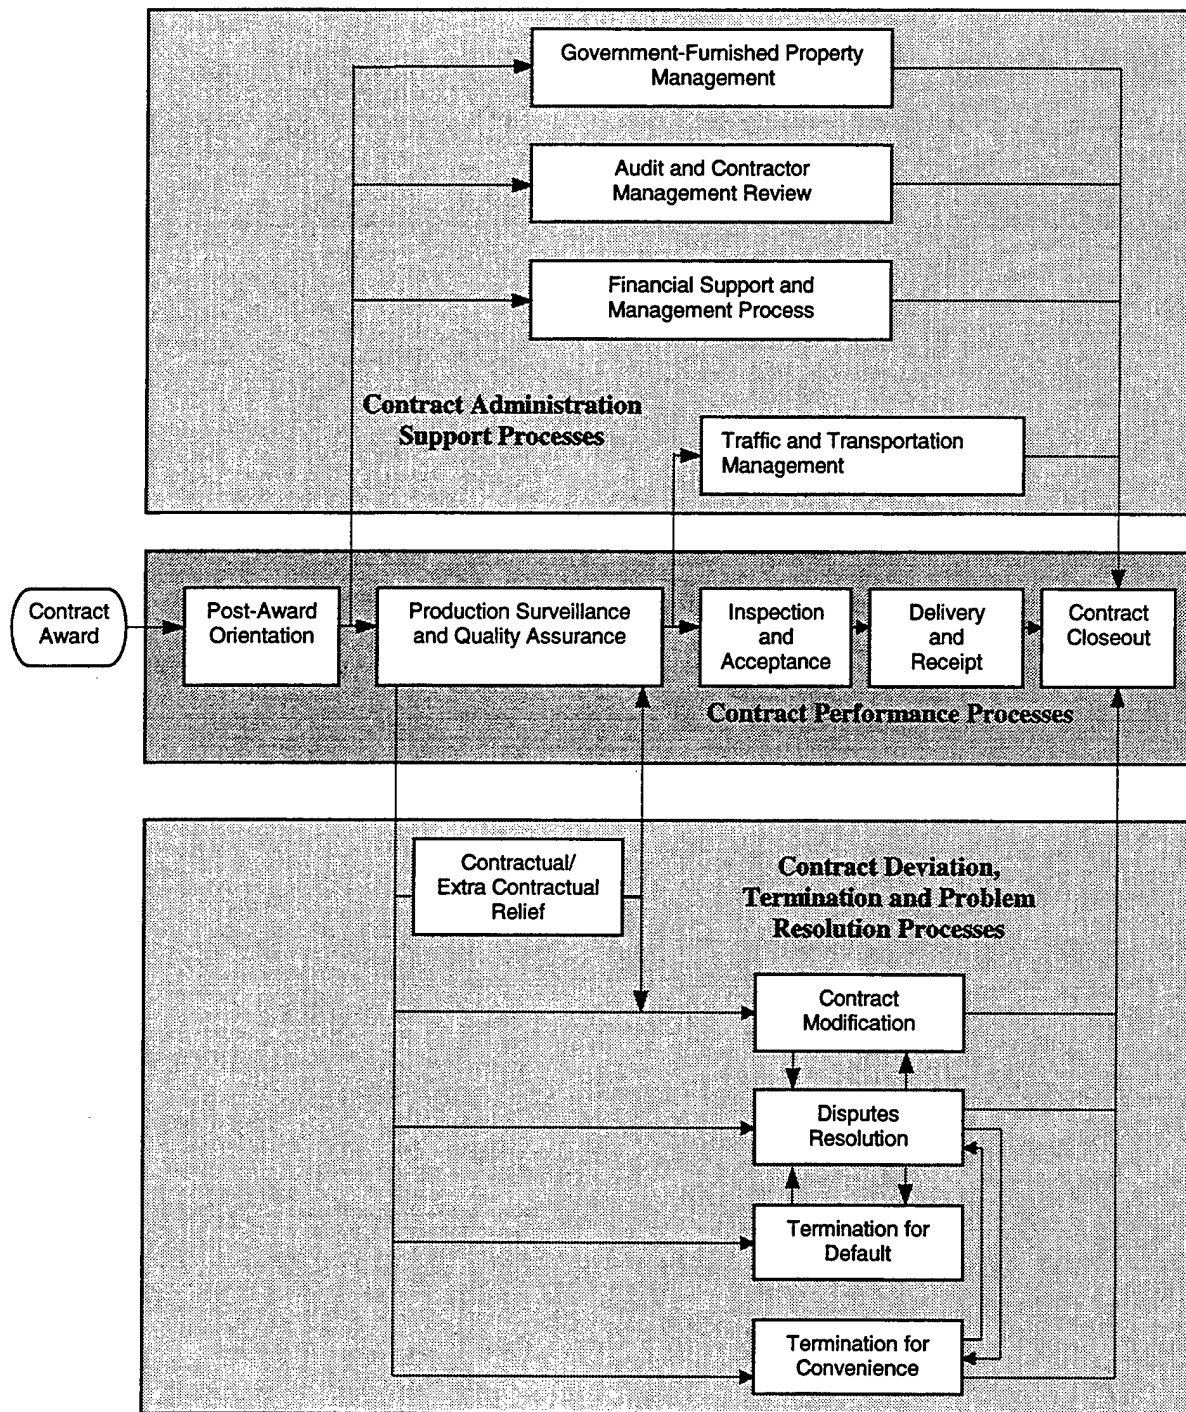 Government-Furnished Property
Management
Audit and Contractor
Management Review
Financial Support and
Management Process
Contract Administration
Support Processes
Traffic and Transportation
Management
Contract
Award
Post-Award
Orientation
Production Surveillance
and Quality Assurance
Inspection
and
Acceptance
Delivery
and
Receipt
Contract
Closeout
Contract Performance Processes
Contractual/
Extra Contractual
Relief
Contract Deviation,
Termination and Problem
Resolution Processes
Contract
Modification
Disputes
Resolution
Termination for
Default
Termination for
Convenience